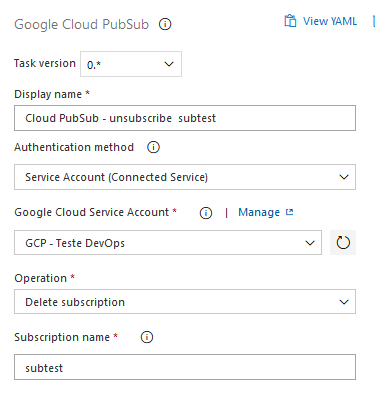 Google Cloud PubSub
View YAML
Task version 0.*
Display name *
Cloud PubSub - unsubscribe  subtest
Authentication method
Service Account (Connected Service)
Google Cloud Service Account * | Manage
GCP - Teste DevOps
Operation *
Delete subscription
Subscription name *
subtest